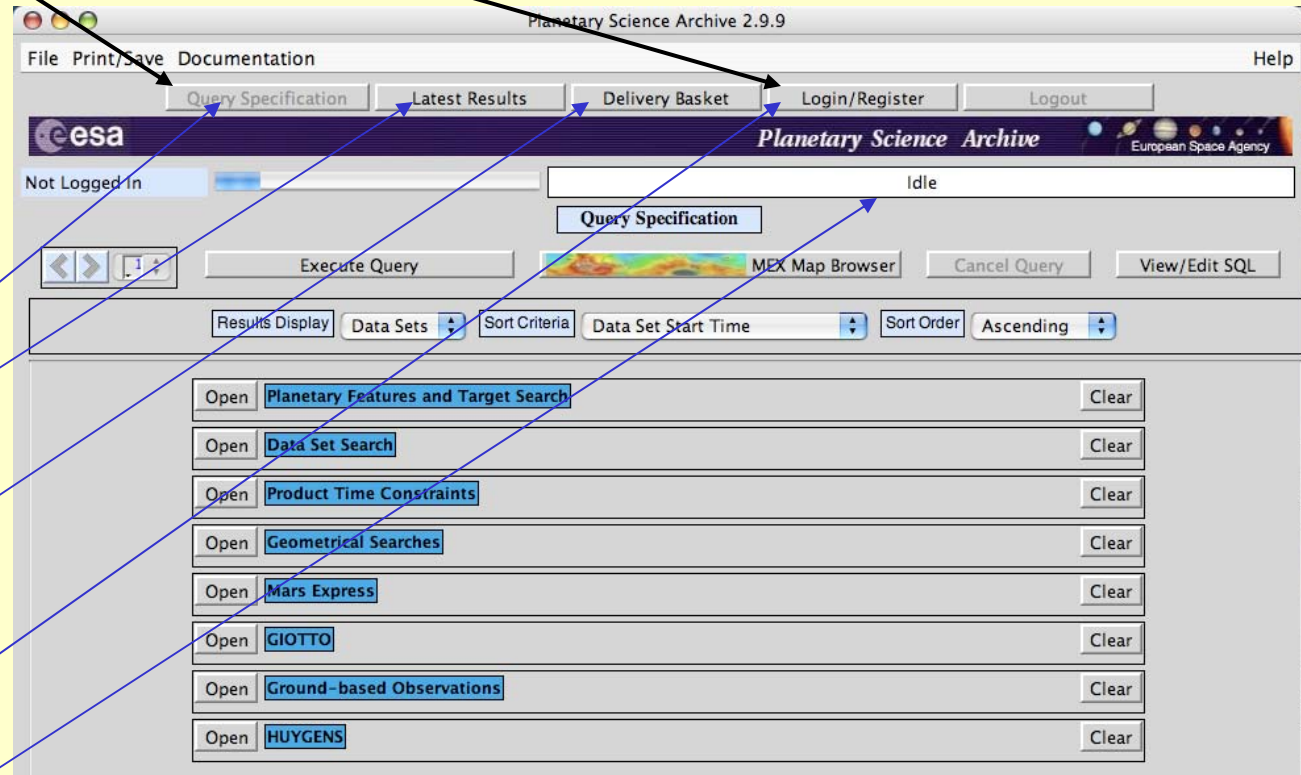 Planetary Science Archive 2.9.9
File Print/Save Documentation Help
Query Specification Latest Results Delivery Basket Login/Register Logout
esa Planetary Science Archive European Space Agency
Not Logged In Idle
Query Specification
1 Execute Query MEX Map Browser Cancel Query View/Edit SQL
Results Display Data Sets Sort Criteria Data Set Start Time Sort Order Ascending
Open Planetary Features and Target Search Clear
Open Data Set Search Clear
Open Product Time Constraints Clear
Open Geometrical Searches Clear
Open Mars Express Clear
Open GIOTTO Clear
Open Ground-based Observations Clear
Open HUYGENS Clear